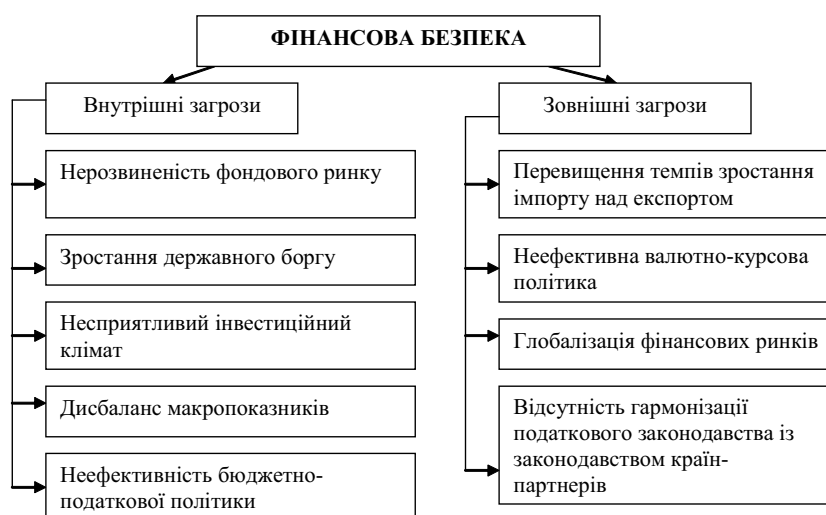 ФІНАНСОВА БЕЗПЕКА
Внутрішні загрози
Нерозвиненість фондового ринку
Зростання державного боргу
Несприятливий інвестиційний
клімат
Дисбаланс макропоказників
Неефективність бюджетно-
податкової політики
Зовнішні загрози
Перевищення темпів зростання
імпорту над експортом
Неефективна валютно-курсова
політика
Глобалізація фінансових ринків
Відсутність гармонізації
податкового законодавства із
законодавством країн-
партнерів